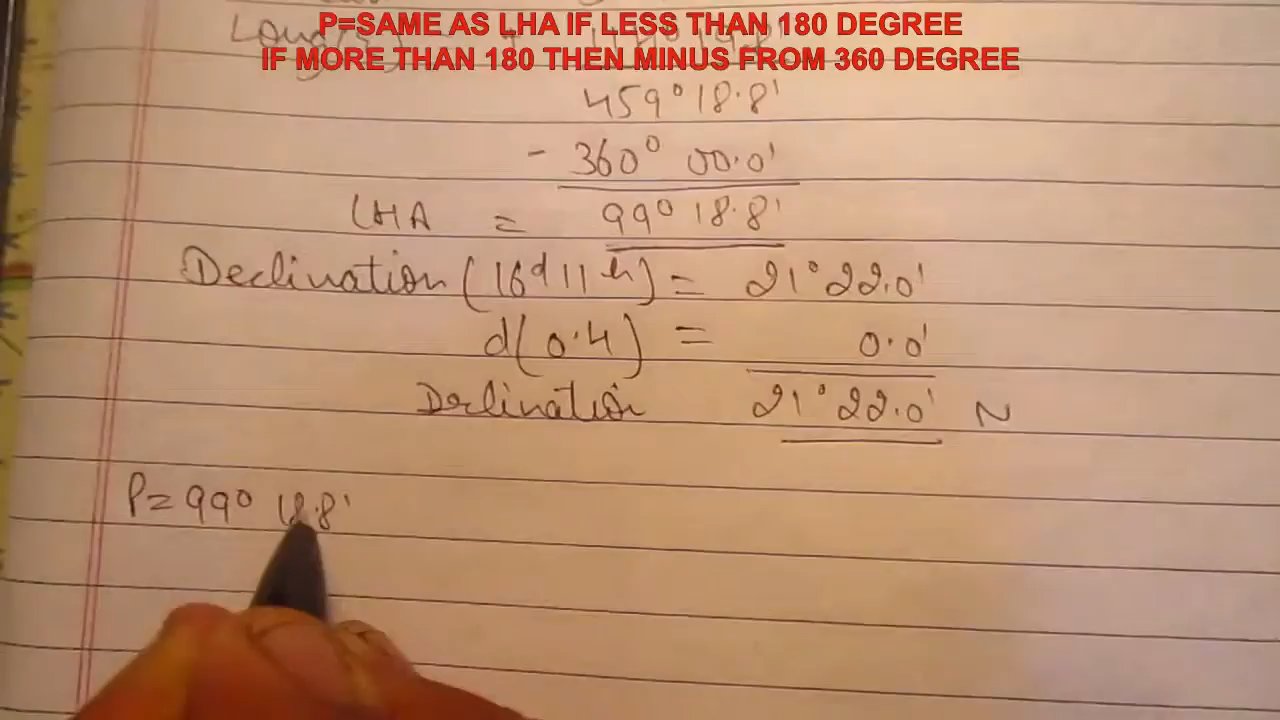 P=SAME AS LHA IF LESS THAN 180 DEGREE
IF MORE THAN 180 THEN MINUS FROM 360 DEGREE
459° 18.8'
- 360° 00.0'
LHA = 99° 18.8'
Declination (16d 11h) = 21° 22.0'
d(0.4) = 0.0'
Declination 21° 22.0' N
P= 99° 18.8'